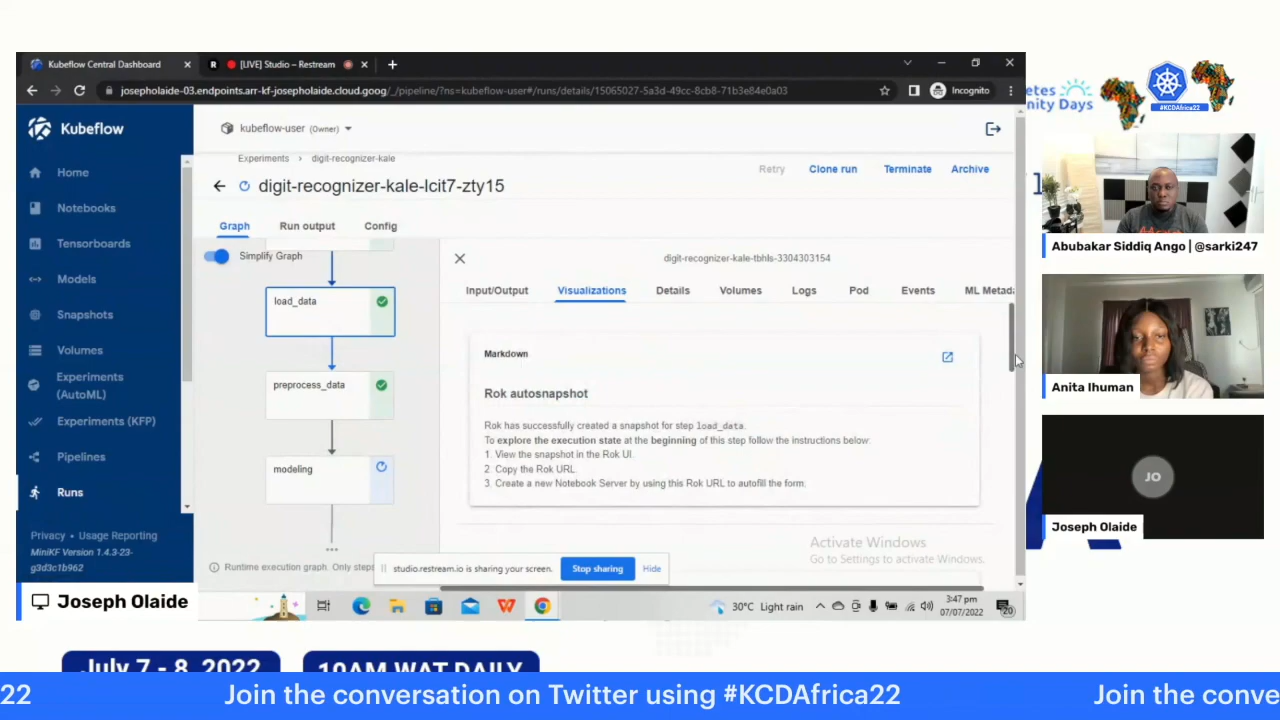 Kubeflow Central Dashboard
[LIVE] Studio – Restream
josepholaide-03.endpoints.arr-kf-josepholaide.cloud.goog/_/pipeline/?ns=kubeflow-user#/runs/details/15065027-5a3d-49cc-8cb8-71b3e84e0a03
Incognito
Kubeflow
kubeflow-user (Owner)
Home
Notebooks
Tensorboards
Models
Snapshots
Volumes
Experiments
(AutoML)
Experiments (KFP)
Pipelines
Runs
Privacy • Usage Reporting
MiniKF Version 1.4.3-23-
g3d3c1b962
Experiments > digit-recognizer-kale
digit-recognizer-kale-lcit7-zty15
Retry
Clone run
Terminate
Archive
Graph
Run output
Config
Simplify Graph
load_data
preprocess_data
modeling
...
Runtime execution graph. Only steps
digit-recognizer-kale-tbhls-3304303154
Input/Output
Visualizations
Details
Volumes
Logs
Pod
Events
ML Metad
Markdown
Rok autosnapshot
Rok has successfully created a snapshot for step load_data.
To explore the execution state at the beginning of this step follow the instructions below:
1. View the snapshot in the Rok UI.
2. Copy the Rok URL.
3. Create a new Notebook Server by using this Rok URL to autofill the form.
Activate Windows
Go to Settings to activate Windows.
studio.restream.io is sharing your screen.
Stop sharing
Hide
30°C Light rain
3:47 pm
07/07/2022
20
Joseph Olaide
etes
nity Days
#KCDAfrica22
Abubakar Siddiq Ango | @sarki247
Anita Ihuman
JO
Joseph Olaide
July 7 - 8, 2022
10AM WAT DAILY
22
Join the conversation on Twitter using #KCDAfrica22
Join the conve